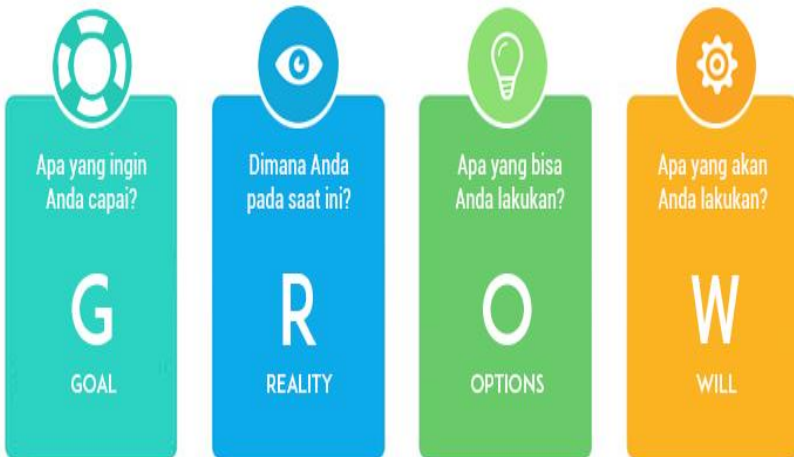 Apa yang ingin
Anda capai?
G
GOAL
Dimana Anda
pada saat ini?
R
REALITY
Apa yang bisa
Anda lakukan?
O
OPTIONS
Apa yang akan
Anda lakukan?
W
WILL